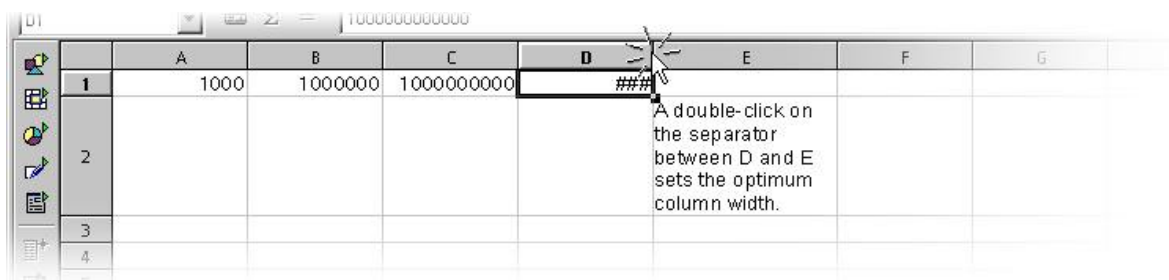 D1 1000000000000
A B C D E F G
1 1000 1000000 1000000000 ###
2 A double-click on
the separator
between D and E
sets the optimum
column width.
3
4